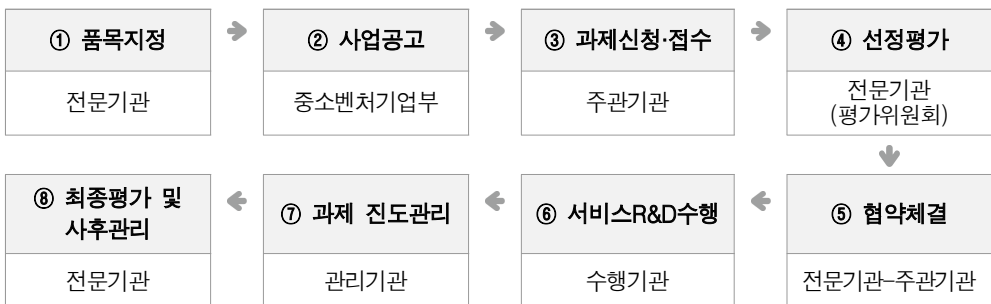 ① 품목지정
전문기관
② 사업공고
중소벤처기업부
③ 과제신청·접수
주관기관
④ 선정평가
전문기관
(평가위원회)
⑤ 협약체결
전문기관–주관기관
⑥ 서비스R&D수행
수행기관
⑦ 과제 진도관리
관리기관
⑧ 최종평가 및
사후관리
전문기관